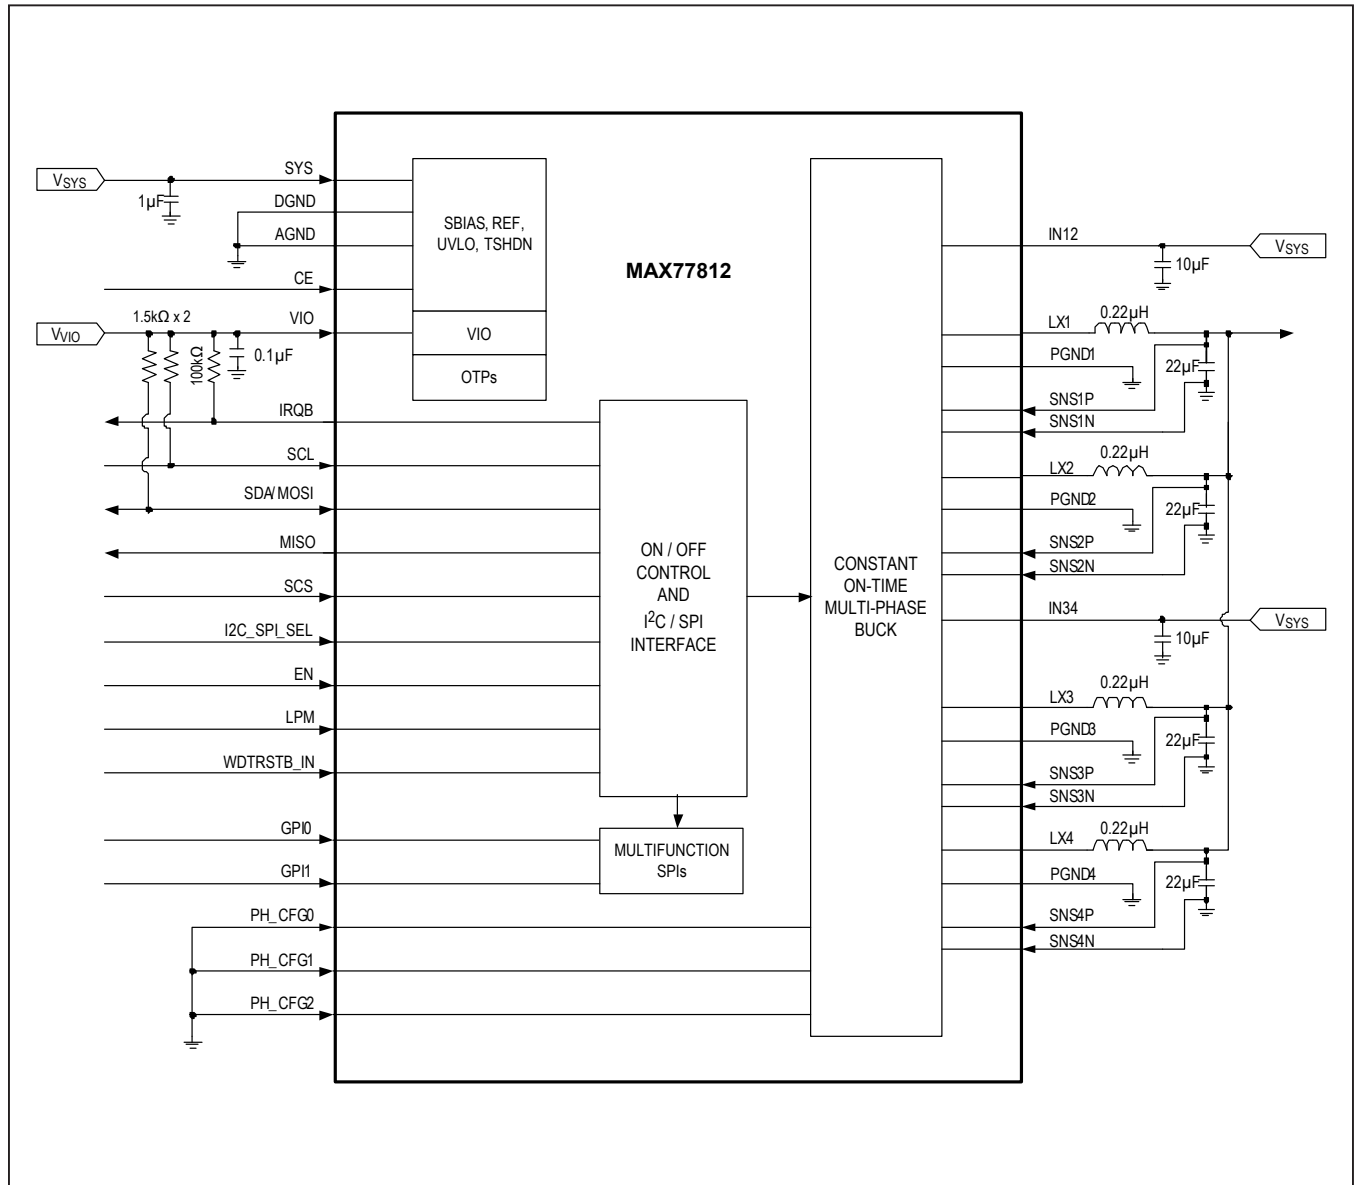 V_SYS
1µF
SYS
DGND
AGND
CE
1.5kΩ x 2
VIO
V_VIO
100kΩ
0.1µF
IRQB
SCL
SDA/MOSI
MISO
SCS
I2C_SPI_SEL
EN
LPM
WDTRSTB_IN
GPI0
GPI1
PH_CFG0
PH_CFG1
PH_CFG2
SBIAS, REF,
UVLO, TSHDN
VIO
OTPs
MAX77812
ON / OFF
CONTROL
AND
I²C / SPI
INTERFACE
MULTIFUNCTION
SPIs
CONSTANT
ON-TIME
MULTI-PHASE
BUCK
IN12
V_SYS
10µF
0.22µH
LX1
PGND1
22µF
SNS1P
SNS1N
0.22µH
LX2
PGND2
22µF
SNS2P
SNS2N
IN34
V_SYS
10µF
0.22µH
LX3
PGND3
22µF
SNS3P
SNS3N
0.22µH
LX4
PGND4
22µF
SNS4P
SNS4N